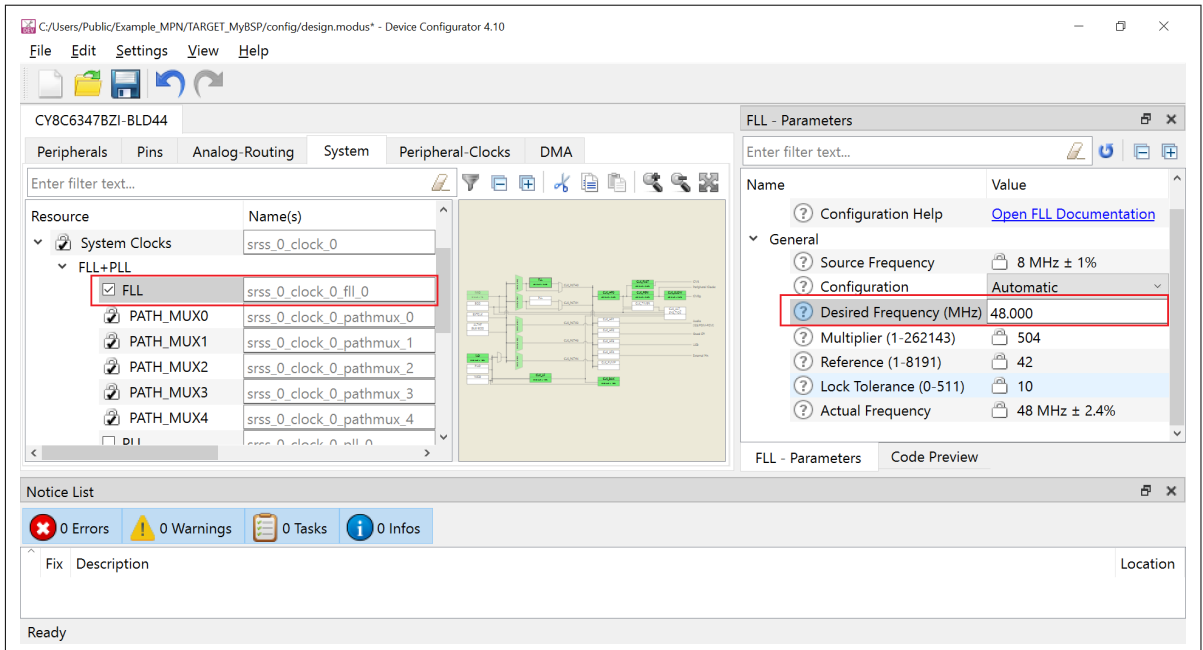 C:/Users/Public/Example_MPN/TARGET_MyBSP/config/design.modus* - Device Configurator 4.10
File Edit Settings View Help
CY8C6347BZI-BLD44
Peripherals Pins Analog-Routing System Peripheral-Clocks DMA
Enter filter text...
Resource Name(s)
System Clocks srss_0_clock_0
FLL+PLL
FLL srss_0_clock_0_fll_0
PATH_MUX0 srss_0_clock_0_pathmux_0
PATH_MUX1 srss_0_clock_0_pathmux_1
PATH_MUX2 srss_0_clock_0_pathmux_2
PATH_MUX3 srss_0_clock_0_pathmux_3
PATH_MUX4 srss_0_clock_0_pathmux_4
PLL srss_0_clock_0_pll_0
FLL - Parameters
Enter filter text...
Name Value
? Configuration Help Open FLL Documentation
General
? Source Frequency 8 MHz ± 1%
? Configuration Automatic
? Desired Frequency (MHz) 48.000
? Multiplier (1-262143) 504
? Reference (1-8191) 42
? Lock Tolerance (0-511) 10
? Actual Frequency 48 MHz ± 2.4%
FLL - Parameters Code Preview
Notice List
0 Errors 0 Warnings 0 Tasks 0 Infos
Fix Description Location
Ready